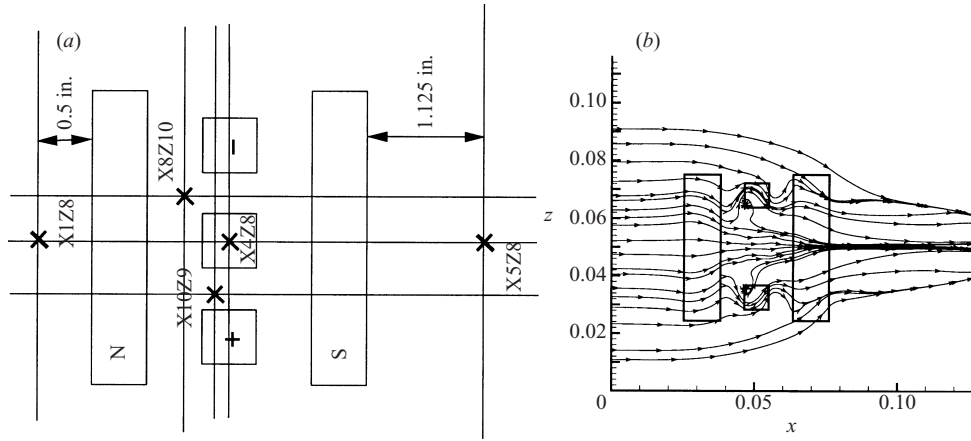 (a)
0.5 in.
X8Z10
–
1.125 in.
X1Z8
X4Z8
X5Z8
X10Z9
N
+
S
(b)
0.10
0.08
z
0.06
0.04
0.02
0
0.05
0.10
x